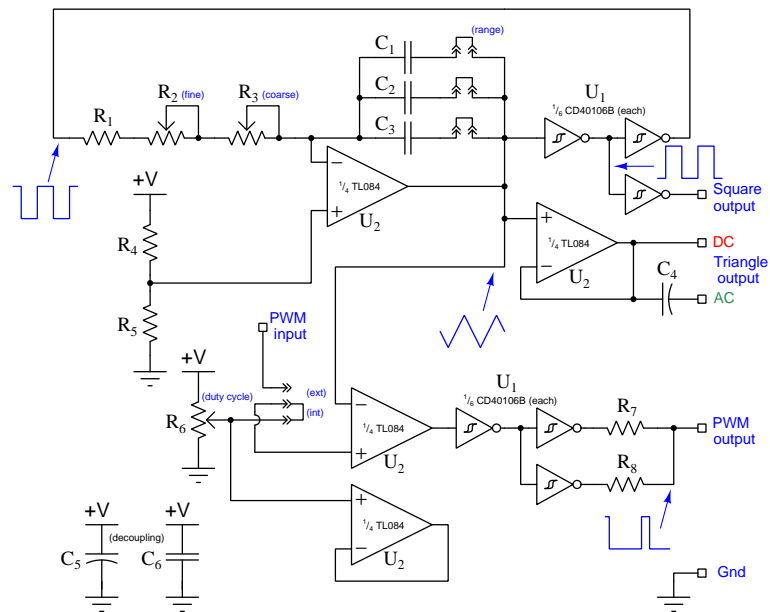 C1
(range)
R2 (fine)
R3 (coarse)
C2
U1
1/6 CD40106B (each)
R1
C3
1/4 TL084
U2
Square
output
+V
R4
1/4 TL084
U2
DC
Triangle
output
C4
AC
R5
PWM
input
+V
(duty cycle)
R6
(ext)
(int)
1/4 TL084
U2
U1
1/6 CD40106B (each)
R7
PWM
output
R8
1/4 TL084
U2
+V
(decoupling)
C5
+V
C6
Gnd